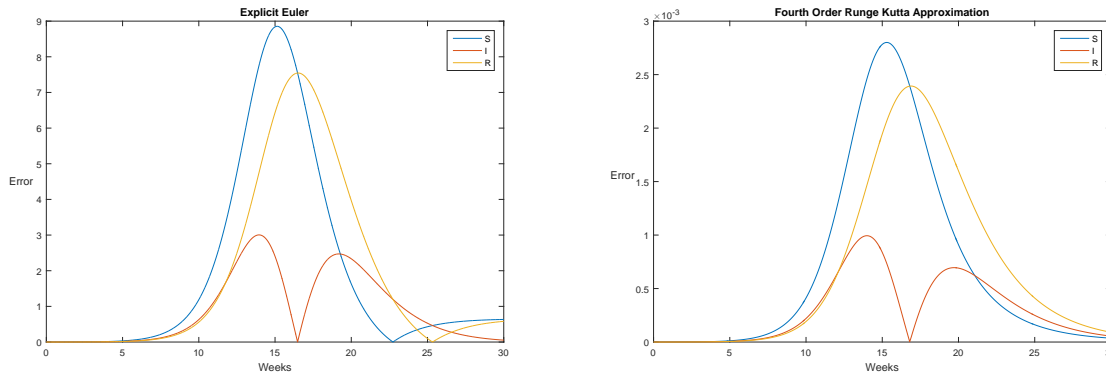 Explicit Euler
9
8
7
6
5
4
3
2
1
0
Error
0 5 10 15 20 25 30
Weeks
S
I
R
Fourth Order Runge Kutta Approximation
×10⁻³
3
2.5
2
1.5
1
0.5
0
Error
0 5 10 15 20 25
Weeks
S
I
R